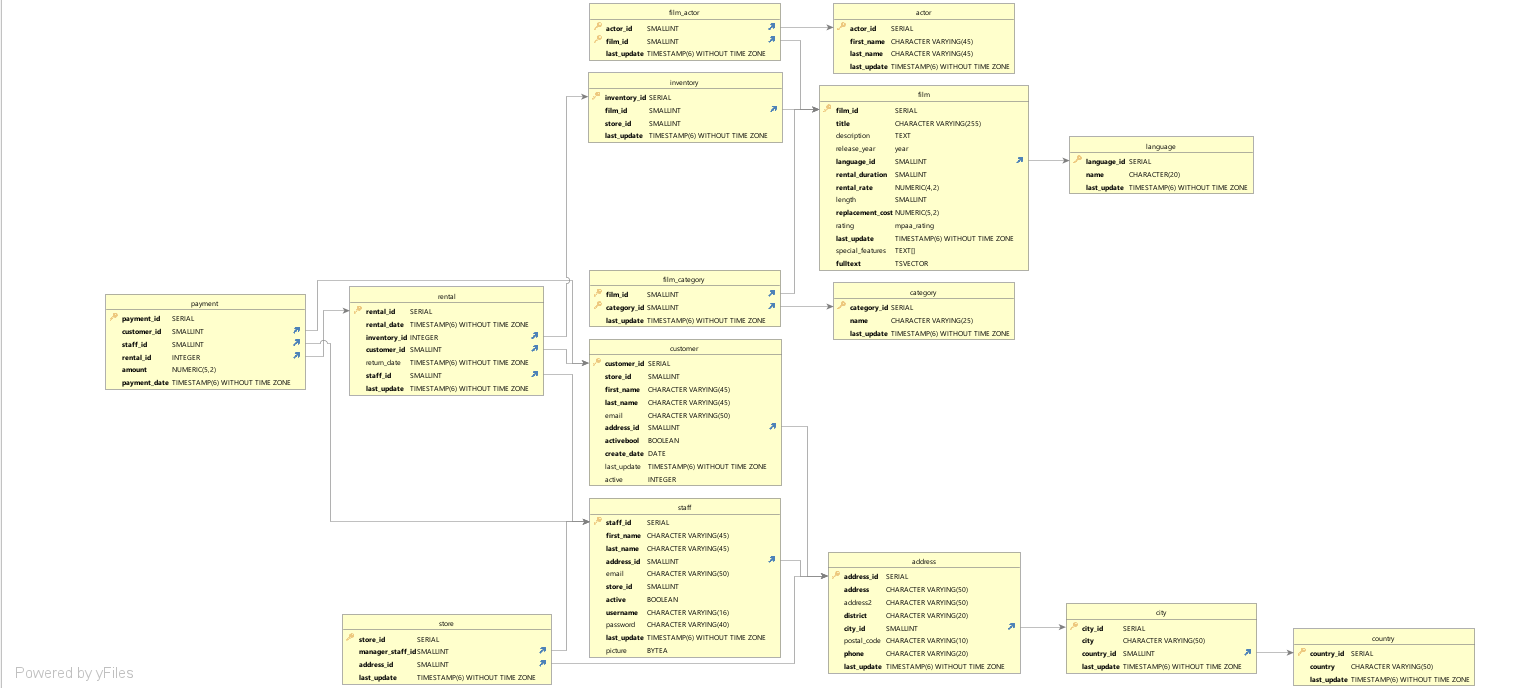 film_actor
actor_id SMALLINT
film_id SMALLINT
last_update TIMESTAMP(6) WITHOUT TIME ZONE
actor
actor_id SERIAL
first_name CHARACTER VARYING(45)
last_name CHARACTER VARYING(45)
last_update TIMESTAMP(6) WITHOUT TIME ZONE
inventory
inventory_id SERIAL
film_id SMALLINT
store_id SMALLINT
last_update TIMESTAMP(6) WITHOUT TIME ZONE
film
film_id SERIAL
title CHARACTER VARYING(255)
description TEXT
release_year year
language_id SMALLINT
rental_duration SMALLINT
rental_rate NUMERIC(4,2)
length SMALLINT
replacement_cost NUMERIC(5,2)
rating mpaa_rating
last_update TIMESTAMP(6) WITHOUT TIME ZONE
special_features TEXT[]
fulltext TSVECTOR
language
language_id SERIAL
name CHARACTER(20)
last_update TIMESTAMP(6) WITHOUT TIME ZONE
payment
payment_id SERIAL
customer_id SMALLINT
staff_id SMALLINT
rental_id INTEGER
amount NUMERIC(5,2)
payment_date TIMESTAMP(6) WITHOUT TIME ZONE
rental
rental_id SERIAL
rental_date TIMESTAMP(6) WITHOUT TIME ZONE
inventory_id INTEGER
customer_id SMALLINT
return_date TIMESTAMP(6) WITHOUT TIME ZONE
staff_id SMALLINT
last_update TIMESTAMP(6) WITHOUT TIME ZONE
film_category
film_id SMALLINT
category_id SMALLINT
last_update TIMESTAMP(6) WITHOUT TIME ZONE
category
category_id SERIAL
name CHARACTER VARYING(25)
last_update TIMESTAMP(6) WITHOUT TIME ZONE
customer
customer_id SERIAL
store_id SMALLINT
first_name CHARACTER VARYING(45)
last_name CHARACTER VARYING(45)
email CHARACTER VARYING(50)
address_id SMALLINT
activebool BOOLEAN
create_date DATE
last_update TIMESTAMP(6) WITHOUT TIME ZONE
active INTEGER
staff
staff_id SERIAL
first_name CHARACTER VARYING(45)
last_name CHARACTER VARYING(45)
address_id SMALLINT
email CHARACTER VARYING(50)
store_id SMALLINT
active BOOLEAN
username CHARACTER VARYING(16)
password CHARACTER VARYING(40)
last_update TIMESTAMP(6) WITHOUT TIME ZONE
picture BYTEA
store
store_id SERIAL
manager_staff_id SMALLINT
address_id SMALLINT
last_update TIMESTAMP(6) WITHOUT TIME ZONE
address
address_id SERIAL
address CHARACTER VARYING(50)
address2 CHARACTER VARYING(50)
district CHARACTER VARYING(20)
city_id SMALLINT
postal_code CHARACTER VARYING(10)
phone CHARACTER VARYING(20)
last_update TIMESTAMP(6) WITHOUT TIME ZONE
city
city_id SERIAL
city CHARACTER VARYING(50)
country_id SMALLINT
last_update TIMESTAMP(6) WITHOUT TIME ZONE
country
country_id SERIAL
country CHARACTER VARYING(50)
last_update TIMESTAMP(6) WITHOUT TIME ZONE
Powered by yFiles